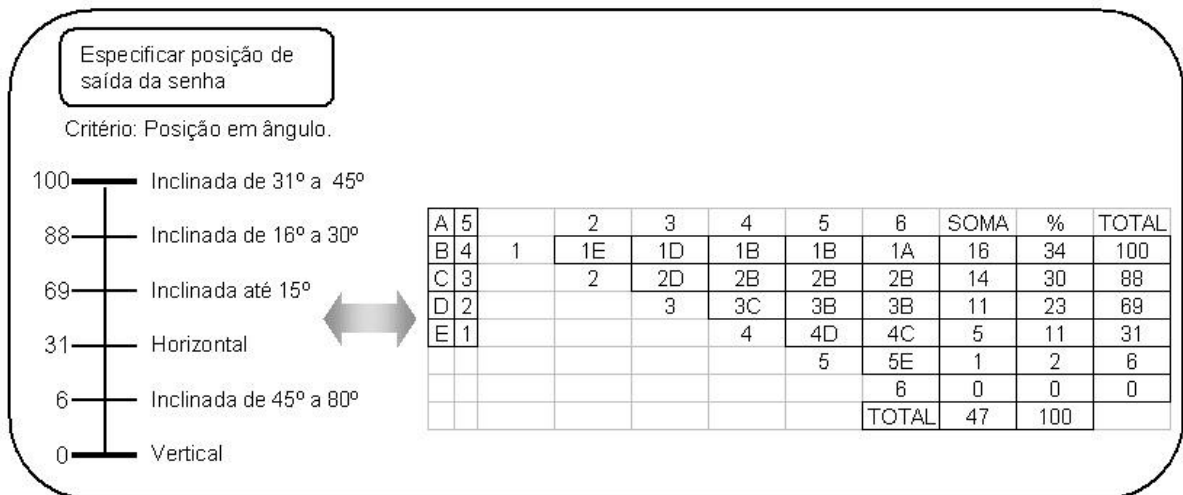 Especificar posição de
saída da senha
Critério: Posição em ângulo.
100 Inclinada de 31º a 45º
88 Inclinada de 16º a 30º
69 Inclinada até 15º
31 Horizontal
6 Inclinada de 45º a 80º
0 Vertical
A 5 2 3 4 5 6 SOMA % TOTAL
B 4 1 1E 1D 1B 1B 1A 16 34 100
C 3 2 2D 2B 2B 2B 14 30 88
D 2 3 3C 3B 3B 11 23 69
E 1 4 4D 4C 5 11 31
5 5E 1 2 6
6 0 0 0
TOTAL 47 100